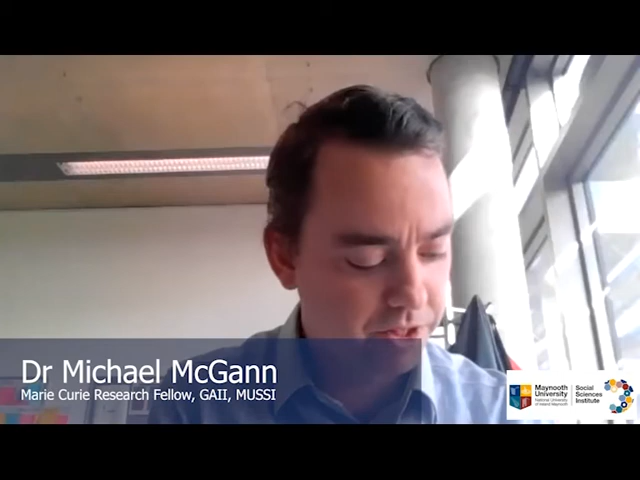 Dr Michael McGann
Marie Curie Research Fellow, GAII, MUSSI
Maynooth
University
National University
of Ireland Maynooth
Social
Sciences
Institute